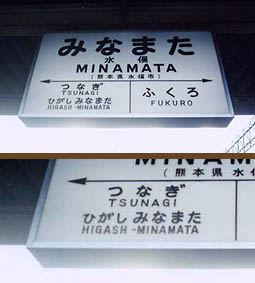 みなまた
水俣
MINAMATA
(熊本県水俣市)
つなぎ
TSUNAGI
ひがしみなまた
HIGASH-MINAMATA
ふくろ
FUKURO
MINAMA
(熊本県水俣
つなぎ
TSUNAGI
ひがしみなまた
HIGASH-MINAMATA